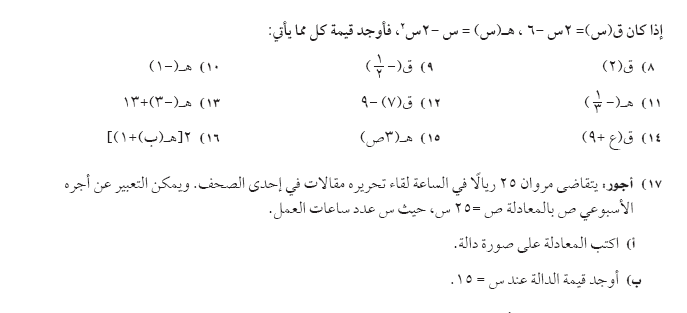 إذا كان ق(س)= ٢س –٦ ، هـ(س) = س –٢س٢، فأوجد قيمة كل مما يأتي:
٨) ق(٢) ٩) ق(–١/٢) ١٠) هـ(–١)
١١) هـ(–١/٣) ١٢) ق(٧) –٩ ١٣) هـ(–٣)+١٣
١٤) ق(ع +٩) ١٥) هـ(٣ص) ١٦) ٢[هـ(ب)+١)]
١٧) أجور: يتقاضى مروان ٢٥ ريالًا في الساعة لقاء تحريره مقالات في إحدى الصحف. ويمكن التعبير عن أجره
الأسبوعي ص بالمعادلة ص =٢٥ س، حيث س عدد ساعات العمل.
أ) اكتب المعادلة على صورة دالة.
ب) أوجد قيمة الدالة عند س = ١٥.